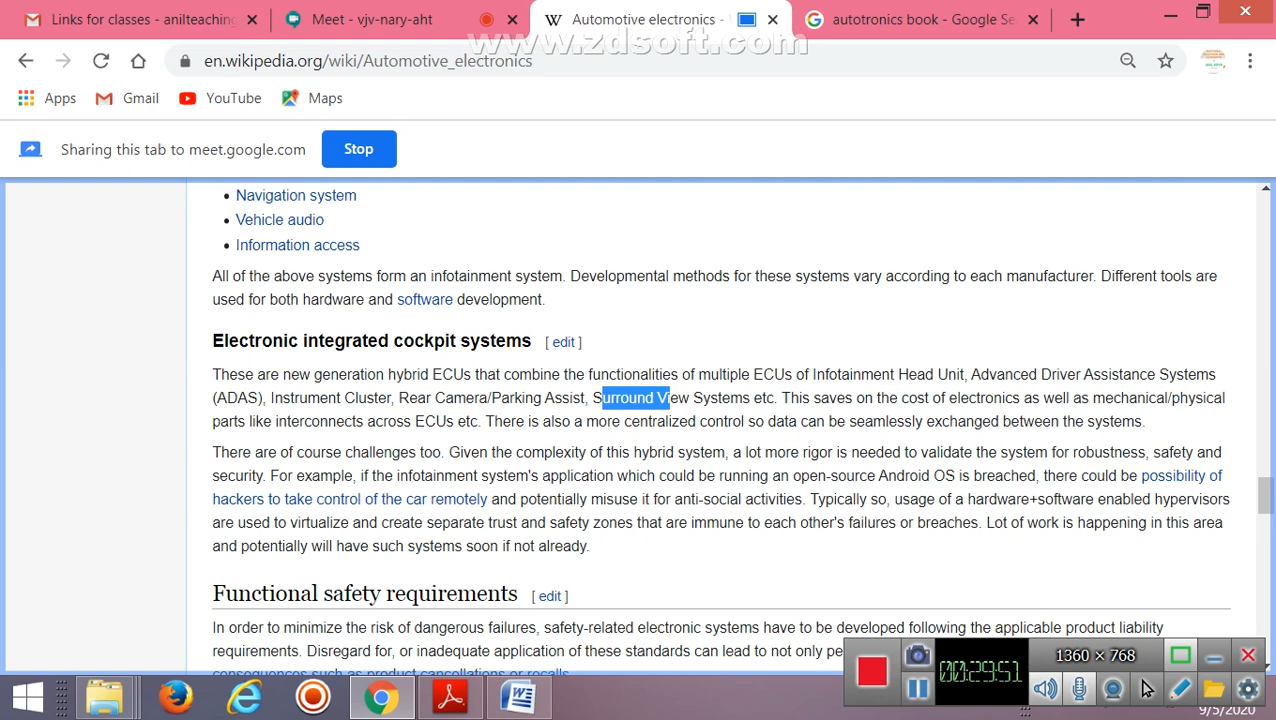 Links for classes - anilteaching
Meet - vjv-nary-aht
Automotive electronics -
autotronics book - Google Se
www.zdsoft.com
en.wikipedia.org/wiki/Automotive_electronics
Apps
Gmail
YouTube
Maps
Sharing this tab to meet.google.com
Stop
Navigation system
Vehicle audio
Information access
All of the above systems form an infotainment system. Developmental methods for these systems vary according to each manufacturer. Different tools are
used for both hardware and software development.
Electronic integrated cockpit systems [ edit ]
These are new generation hybrid ECUs that combine the functionalities of multiple ECUs of Infotainment Head Unit, Advanced Driver Assistance Systems
(ADAS), Instrument Cluster, Rear Camera/Parking Assist, Surround View Systems etc. This saves on the cost of electronics as well as mechanical/physical
parts like interconnects across ECUs etc. There is also a more centralized control so data can be seamlessly exchanged between the systems.
There are of course challenges too. Given the complexity of this hybrid system, a lot more rigor is needed to validate the system for robustness, safety and
security. For example, if the infotainment system's application which could be running an open-source Android OS is breached, there could be possibility of
hackers to take control of the car remotely and potentially misuse it for anti-social activities. Typically so, usage of a hardware+software enabled hypervisors
are used to virtualize and create separate trust and safety zones that are immune to each other's failures or breaches. Lot of work is happening in this area
and potentially will have such systems soon if not already.
Functional safety requirements [ edit ]
In order to minimize the risk of dangerous failures, safety-related electronic systems have to be developed following the applicable product liability
requirements. Disregard for, or inadequate application of these standards can lead to not only pe
consequences such as product cancellations or recalls.
1360 × 768
00:29:51
9/5/2020